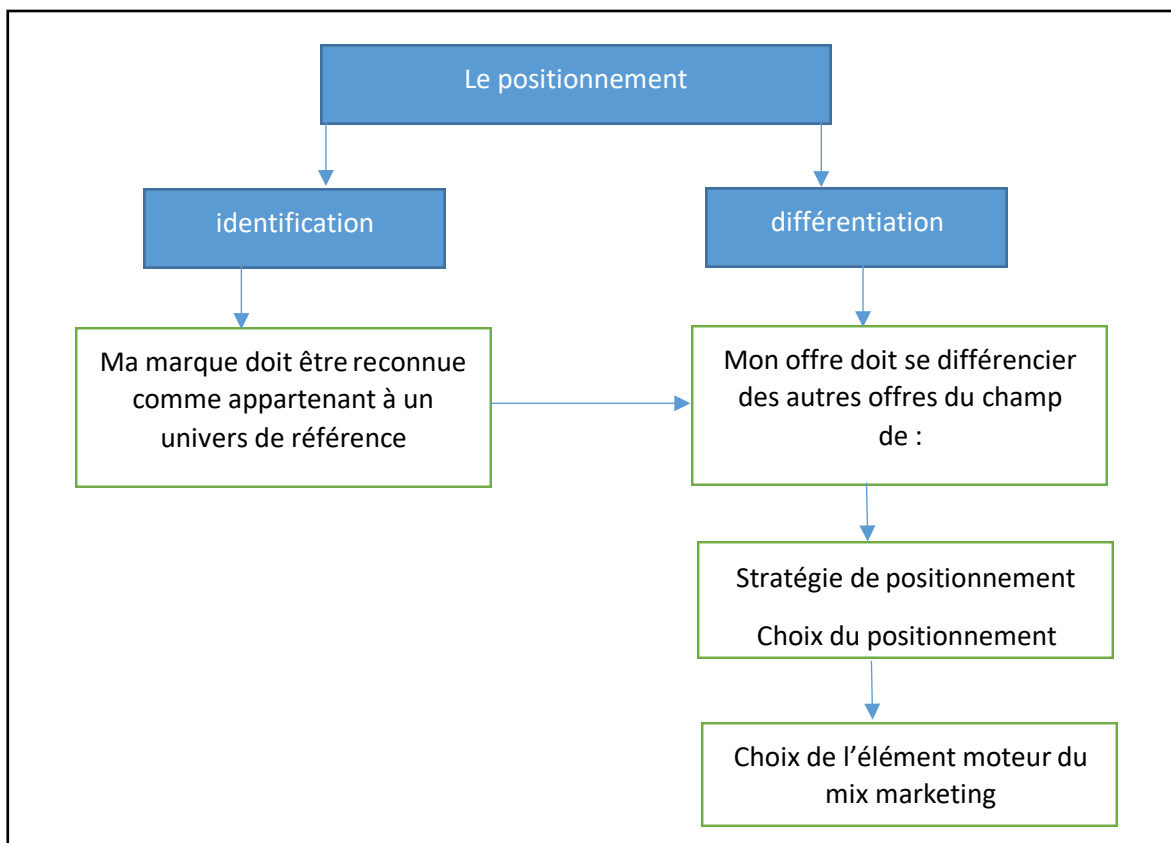 Le positionnement
identification
différentiation
Ma marque doit être reconnue
comme appartenant à un
univers de référence
Mon offre doit se différencier
des autres offres du champ
de :
Stratégie de positionnement
Choix du positionnement
Choix de l’élément moteur du
mix marketing